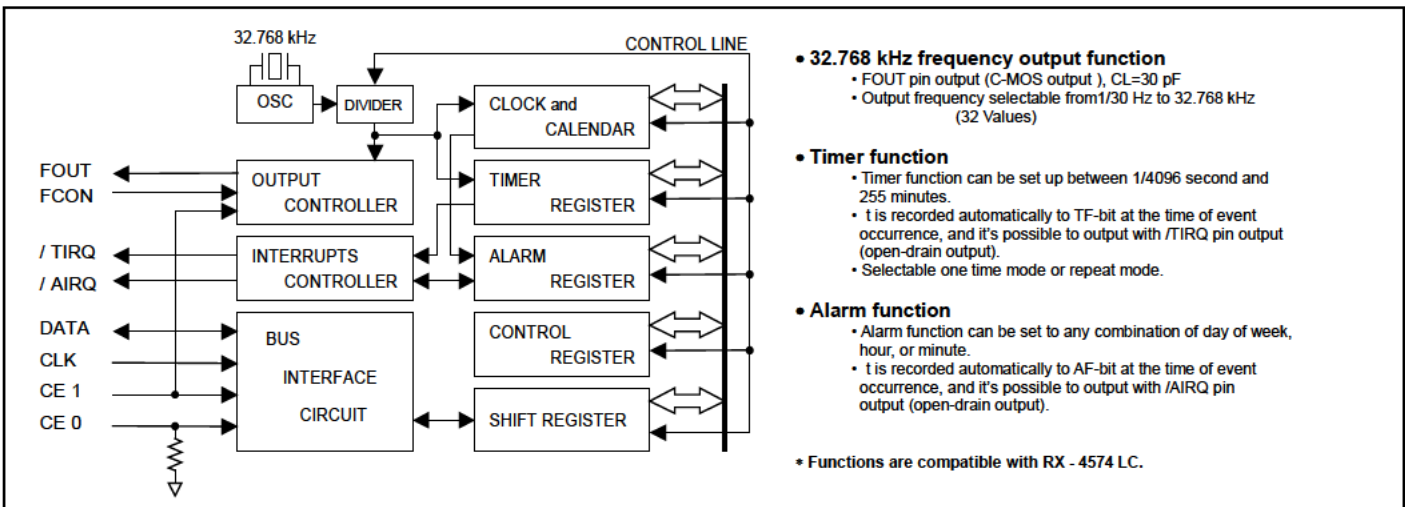 32.768 kHz
CONTROL LINE
OSC
DIVIDER
CLOCK and
CALENDAR
FOUT
FCON
OUTPUT
CONTROLLER
TIMER
REGISTER
/ TIRQ
/ AIRQ
INTERRUPTS
CONTROLLER
ALARM
REGISTER
DATA
CLK
CE 1
CE 0
BUS
INTERFACE
CIRCUIT
CONTROL
REGISTER
SHIFT REGISTER
• 32.768 kHz frequency output function
• FOUT pin output (C-MOS output ), CL=30 pF
• Output frequency selectable from1/30 Hz to 32.768 kHz
(32 Values)
• Timer function
• Timer function can be set up between 1/4096 second and
255 minutes.
• t is recorded automatically to TF-bit at the time of event
occurrence, and it's possible to output with /TIRQ pin output
(open-drain output).
• Selectable one time mode or repeat mode.
• Alarm function
• Alarm function can be set to any combination of day of week,
hour, or minute.
• t is recorded automatically to AF-bit at the time of event
occurrence, and it's possible to output with /AIRQ pin
output (open-drain output).
* Functions are compatible with RX - 4574 LC.